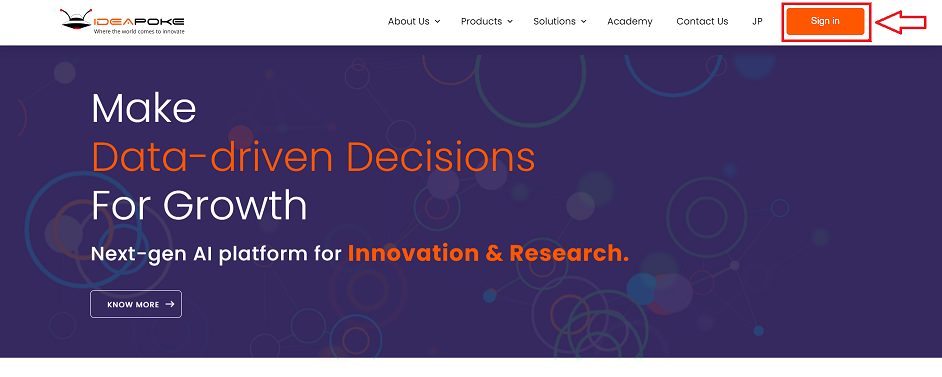 IDEAPOKE
Where the world comes to innovate
About Us Products Solutions Academy Contact Us JP Sign in
Make
Data-driven Decisions
For Growth
Next-gen AI platform for Innovation & Research.
KNOW MORE